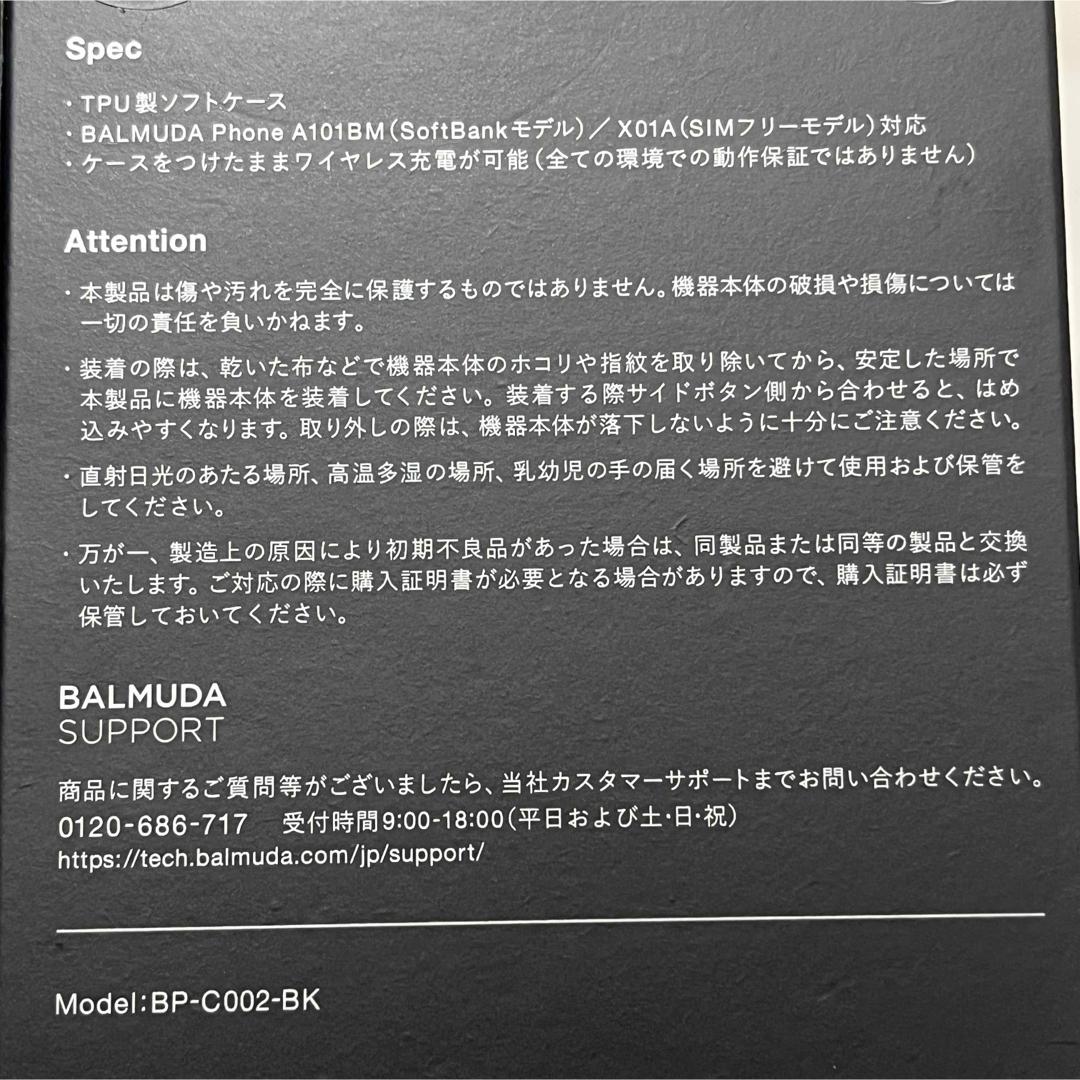 Spec
・TPU製ソフトケース
・BALMUDA Phone A101BM(SoftBankモデル)／X01A(SIMフリーモデル)対応
・ケースをつけたままワイヤレス充電が可能(全ての環境での動作保証ではありません)
Attention
・本製品は傷や汚れを完全に保護するものではありません。機器本体の破損や損傷については
一切の責任を負いかねます。
・装着の際は、乾いた布などで機器本体のホコリや指紋を取り除いてから、安定した場所で
本製品に機器本体を装着してください。装着する際サイドボタン側から合わせると、はめ
込みやすくなります。取り外しの際は、機器本体が落下しないように十分にご注意ください。
・直射日光のあたる場所、高温多湿の場所、乳幼児の手の届く場所を避けて使用および保管を
してください。
・万が一、製造上の原因により初期不良品があった場合は、同製品または同等の製品と交換
いたします。ご対応の際に購入証明書が必要となる場合がありますので、購入証明書は必ず
保管しておいてください。
BALMUDA
SUPPORT
商品に関するご質問等がございましたら、当社カスタマーサポートまでお問い合わせください。
0120-686-717 受付時間9:00-18:00(平日および土・日・祝)
https://tech.balmuda.com/jp/support/
Model:BP-C002-BK